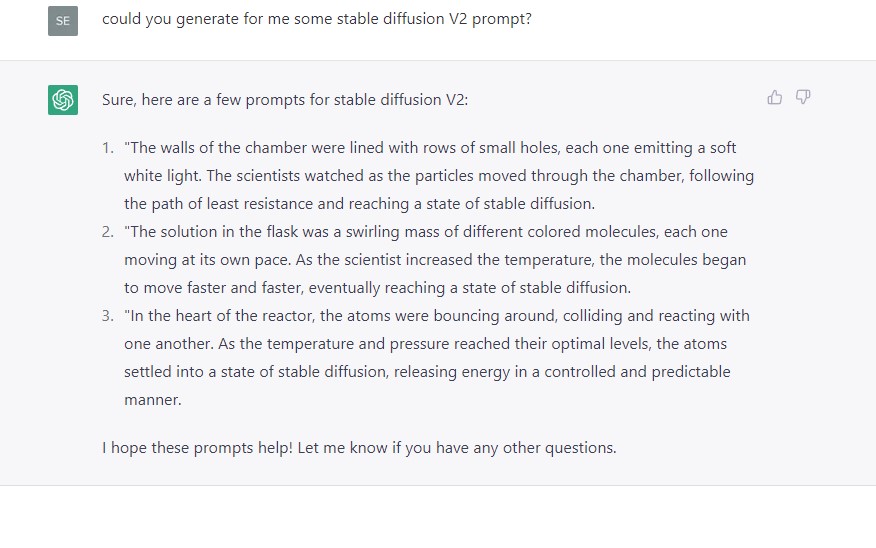 SE
could you generate for me some stable diffusion V2 prompt?
Sure, here are a few prompts for stable diffusion V2:
1. "The walls of the chamber were lined with rows of small holes, each one emitting a soft
white light. The scientists watched as the particles moved through the chamber, following
the path of least resistance and reaching a state of stable diffusion.
2. "The solution in the flask was a swirling mass of different colored molecules, each one
moving at its own pace. As the scientist increased the temperature, the molecules began
to move faster and faster, eventually reaching a state of stable diffusion.
3. "In the heart of the reactor, the atoms were bouncing around, colliding and reacting with
one another. As the temperature and pressure reached their optimal levels, the atoms
settled into a state of stable diffusion, releasing energy in a controlled and predictable
manner.
I hope these prompts help! Let me know if you have any other questions.